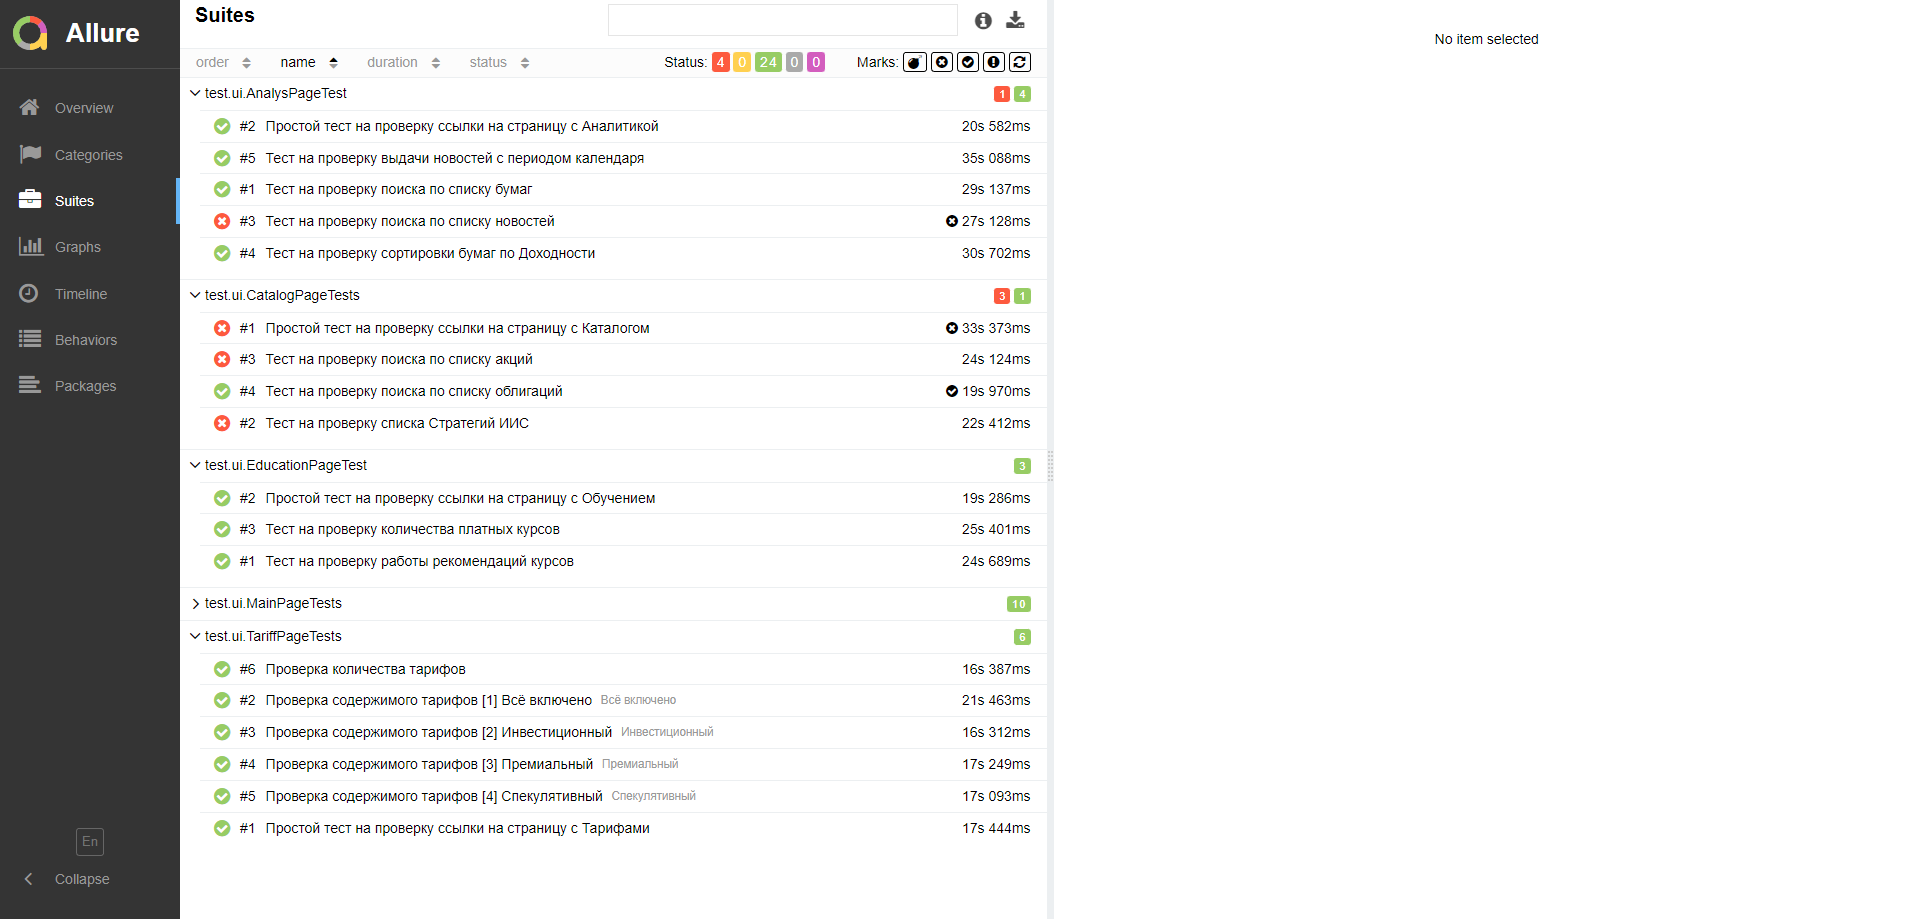 Allure
Overview
Categories
Suites
Graphs
Timeline
Behaviors
Packages
En
Collapse
Suites
order name duration status Status: 4 0 24 0 0 Marks:
test.ui.AnalysPageTest 1 4
#2 Простой тест на проверку ссылки на страницу с Аналитикой 20s 582ms
#5 Тест на проверку выдачи новостей с периодом календаря 35s 088ms
#1 Тест на проверку поиска по списку бумаг 29s 137ms
#3 Тест на проверку поиска по списку новостей 27s 128ms
#4 Тест на проверку сортировки бумаг по Доходности 30s 702ms
test.ui.CatalogPageTests 3 1
#1 Простой тест на проверку ссылки на страницу с Каталогом 33s 373ms
#3 Тест на проверку поиска по списку акций 24s 124ms
#4 Тест на проверку поиска по списку облигаций 19s 970ms
#2 Тест на проверку списка Стратегий ИИС 22s 412ms
test.ui.EducationPageTest 3
#2 Простой тест на проверку ссылки на страницу с Обучением 19s 286ms
#3 Тест на проверку количества платных курсов 25s 401ms
#1 Тест на проверку работы рекомендаций курсов 24s 689ms
test.ui.MainPageTests 10
test.ui.TariffPageTests 6
#6 Проверка количества тарифов 16s 387ms
#2 Проверка содержимого тарифов [1] Всё включено Всё включено 21s 463ms
#3 Проверка содержимого тарифов [2] Инвестиционный Инвестиционный 16s 312ms
#4 Проверка содержимого тарифов [3] Премиальный Премиальный 17s 249ms
#5 Проверка содержимого тарифов [4] Спекулятивный Спекулятивный 17s 093ms
#1 Простой тест на проверку ссылки на страницу с Тарифами 17s 444ms
No item selected